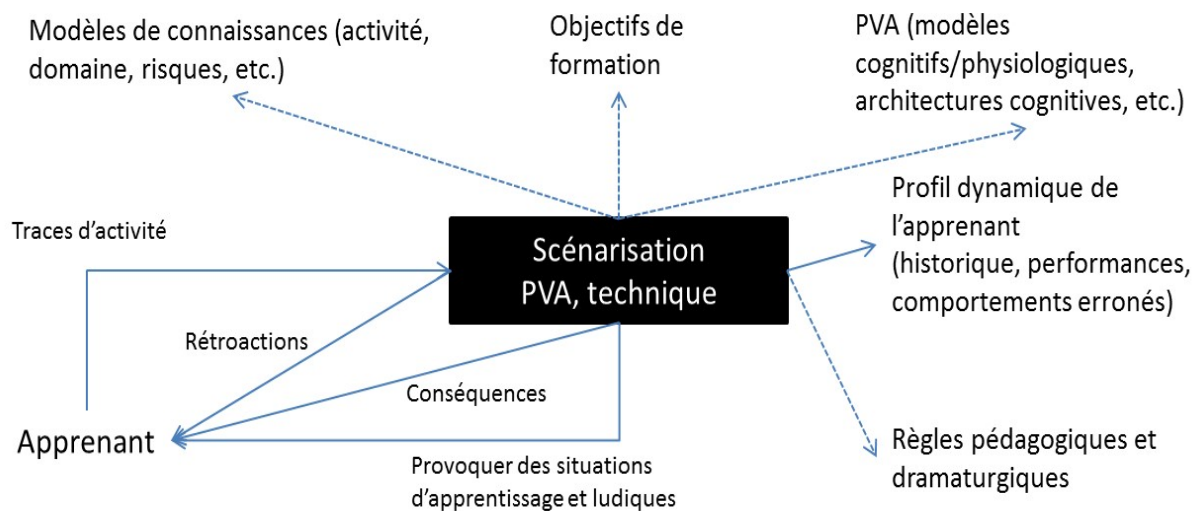 Modèles de connaissances (activité,
domaine, risques, etc.)
Objectifs de
formation
PVA (modèles
cognitifs/physiologiques,
architectures cognitives, etc.)
Traces d’activité
Scénarisation
PVA, technique
Profil dynamique de
l’apprenant
(historique, performances,
comportements erronés)
Rétroactions
Conséquences
Apprenant
Provoquer des situations
d’apprentissage et ludiques
Règles pédagogiques et
dramaturgiques